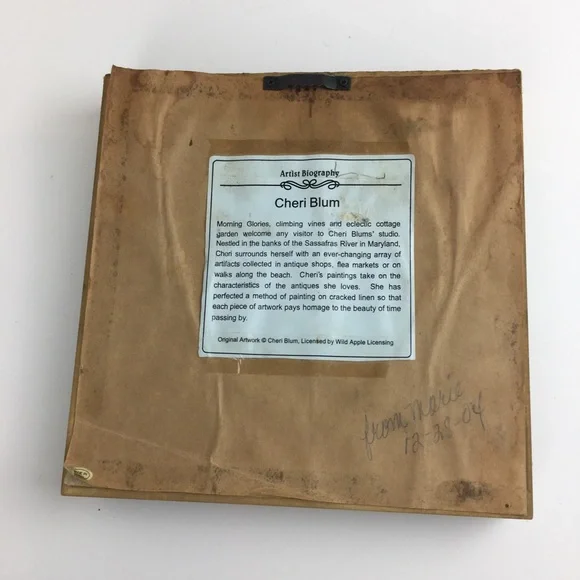 Artist Biography
Cheri Blum
Morning Glories, climbing vines and eclectic cottage
garden welcome any visitor to Cheri Blums' studio.
Nestled in the banks of the Sassafras River in Maryland,
Cheri surrounds herself with an ever-changing array of
artifacts collected in antique shops, flea markets or on
walks along the beach. Cheri's paintings take on the
characteristics of the antiques she loves. She has
perfected a method of painting on cracked linen so that
each piece of artwork pays homage to the beauty of time
passing by.
Original Artwork © Cheri Blum, Licensed by Wild Apple Licensing
from Marie
12-28-04